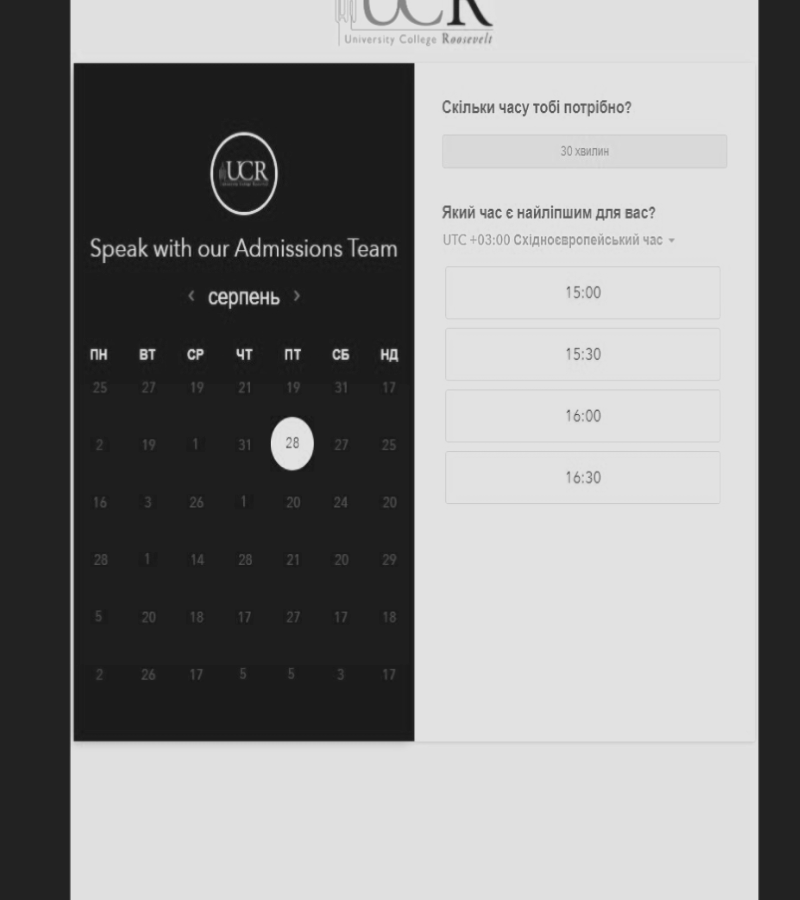 UCR
University College Roosevelt
UCR
Speak with our Admissions Team
‹ серпень ›
ПН ВТ СР ЧТ ПТ СБ НД
25 27 19 21 19 31 17
2 19 1 31 28 27 25
16 3 26 1 20 24 20
28 1 14 28 21 20 29
5 20 18 17 27 17 18
2 26 17 5 5 3 17
Скільки часу тобі потрібно?
30 хвилин
Який час є найліпшим для вас?
UTC +03:00 Східноєвропейський час
15:00
15:30
16:00
16:30